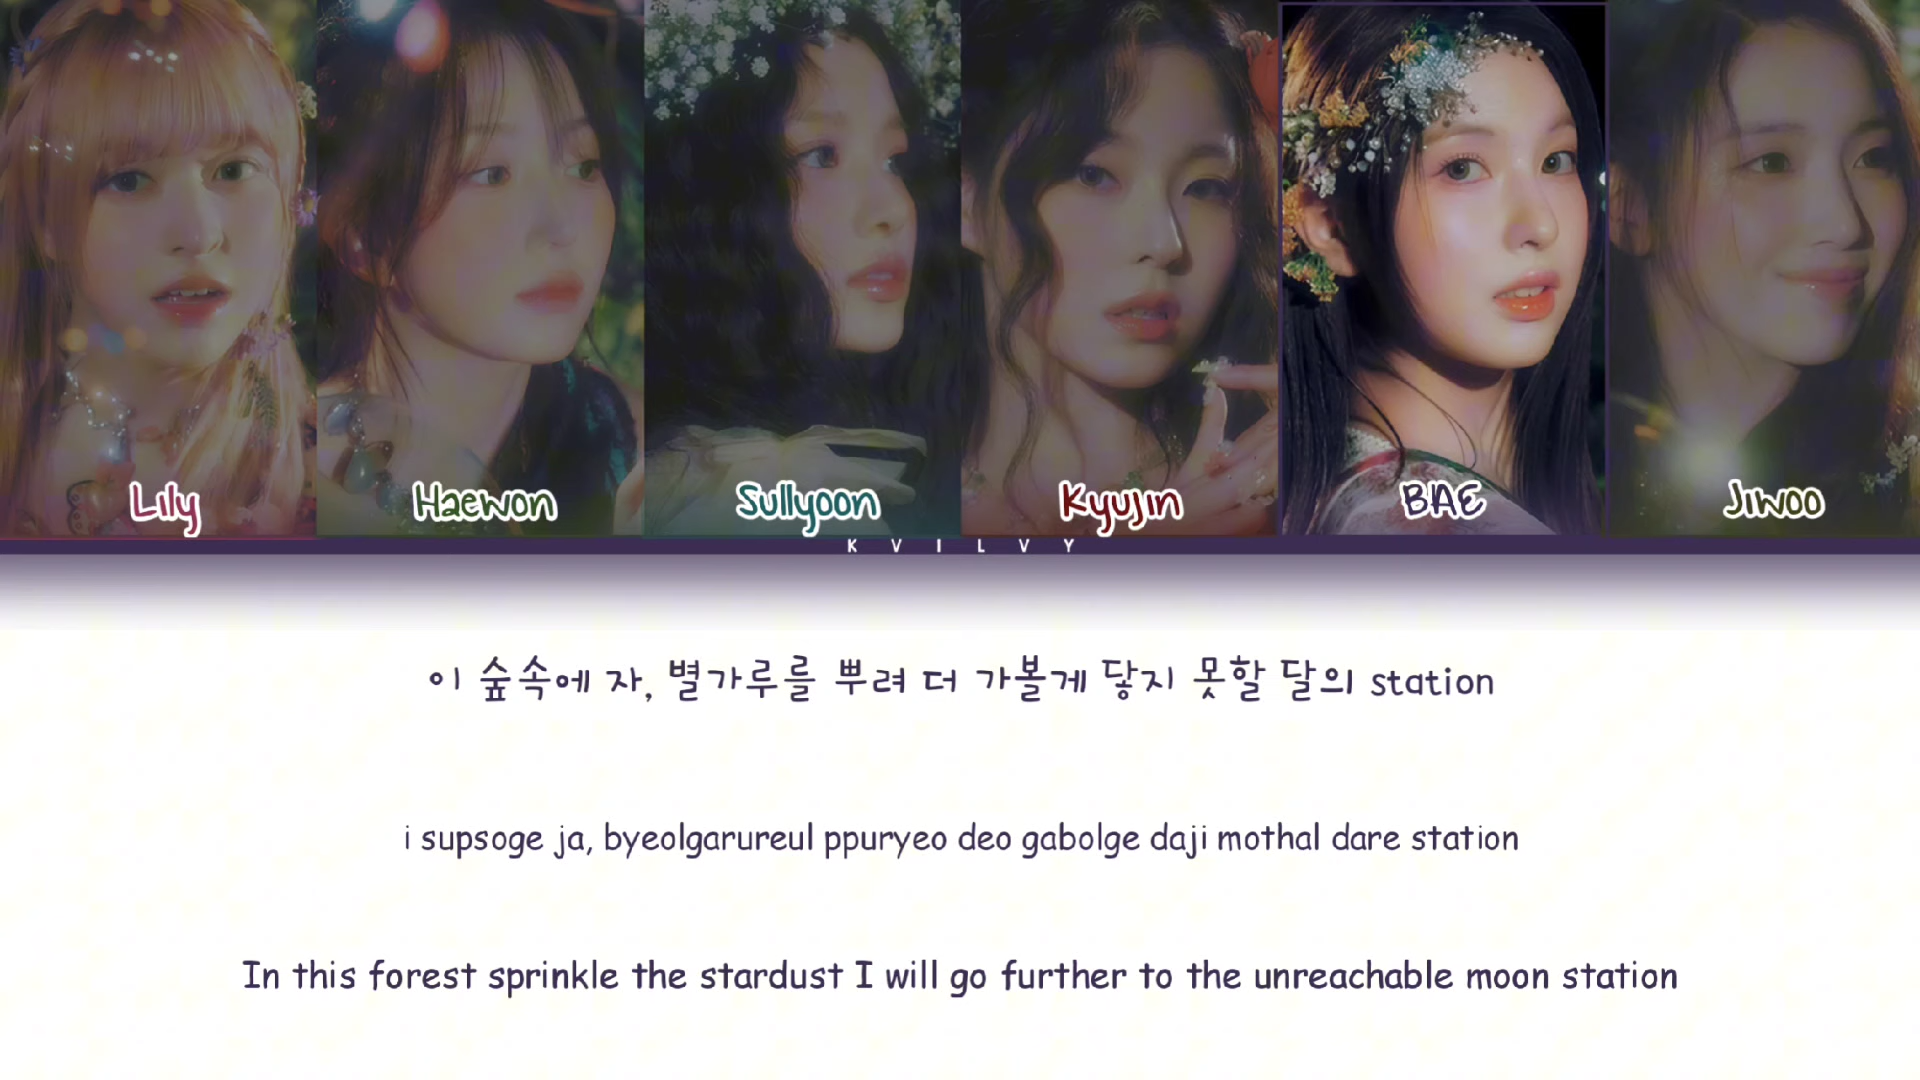 Lily Haewon Sullyoon Kyujin BAE Jiwoo
KVILVY
이 숲속에 자, 별가루를 뿌려 더 가볼게 닿지 못할 달의 station
i supsoge ja, byeolgarureul ppuryeo deo gabolge daji mothal dare station
In this forest sprinkle the stardust I will go further to the unreachable moon station